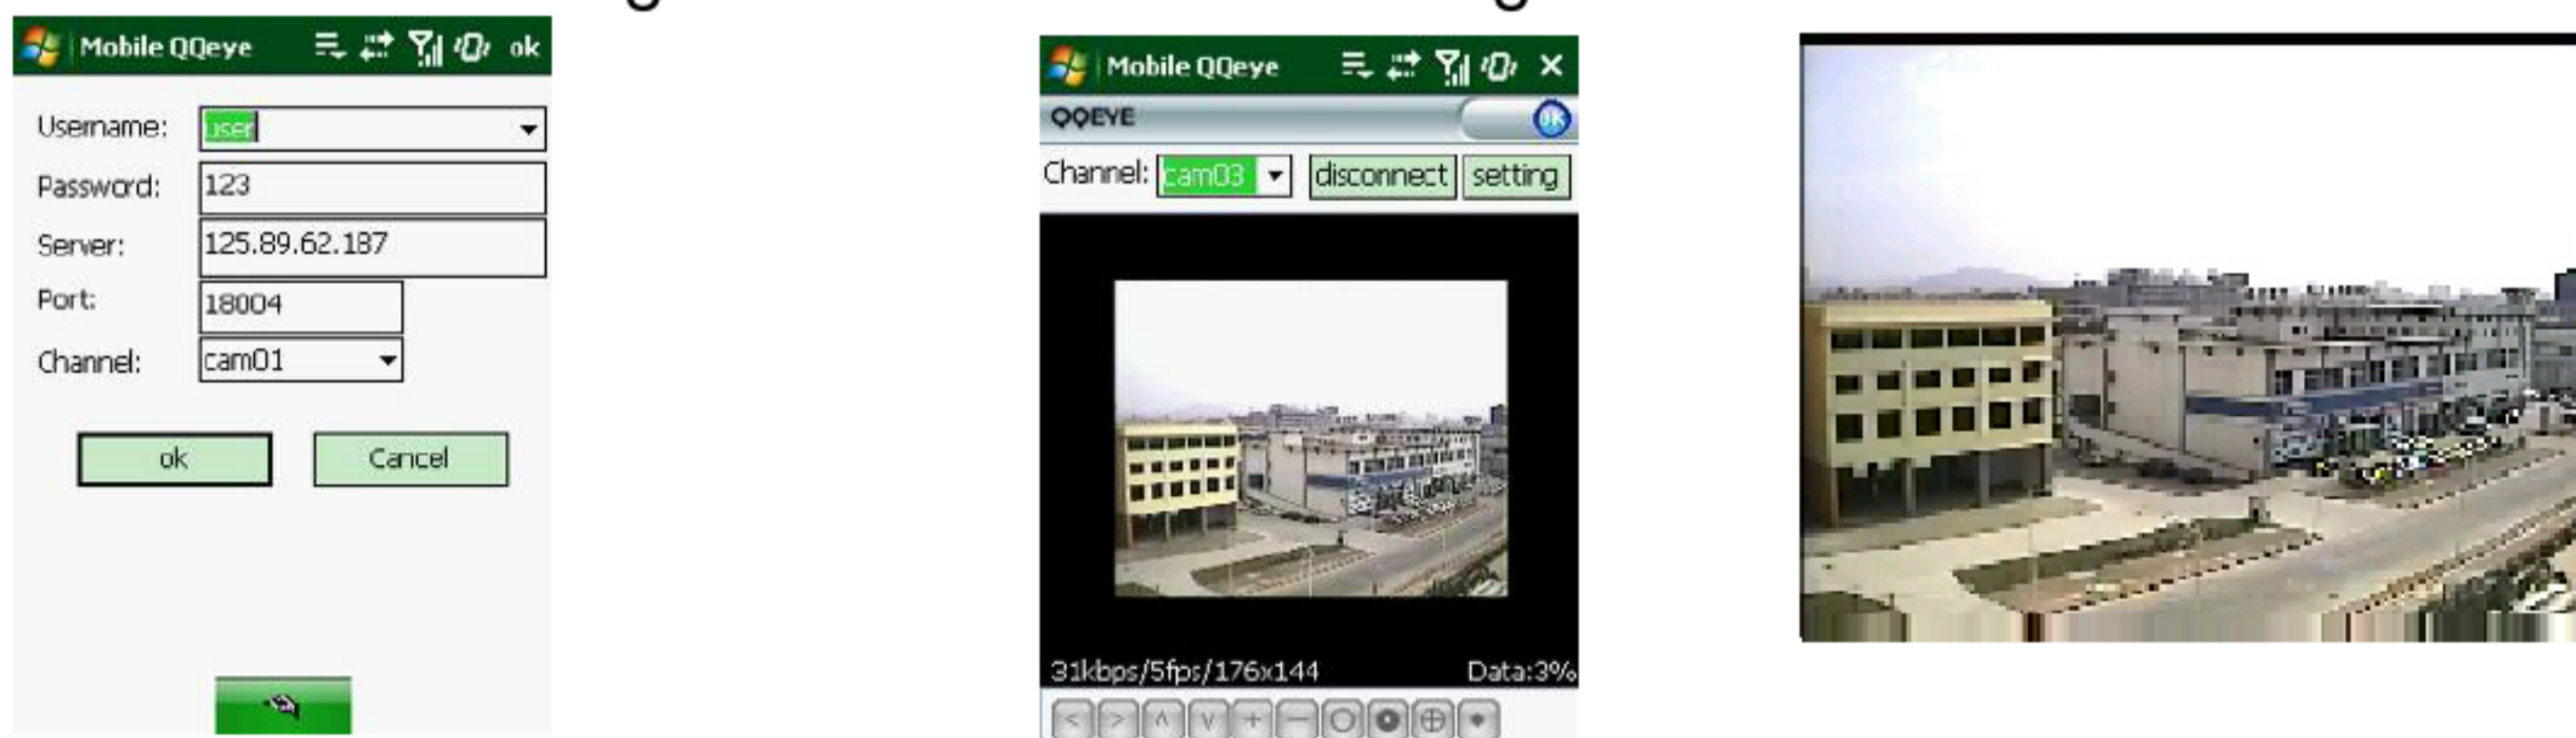 Mobile QQeye ok
Username: user
Password: 123
Server: 125.89.62.187
Port: 18004
Channel: cam01
ok Cancel
Mobile QQeye
QQEYE OK
Channel: cam03 disconnect setting
31kbps/5fps/176x144 Data:3%